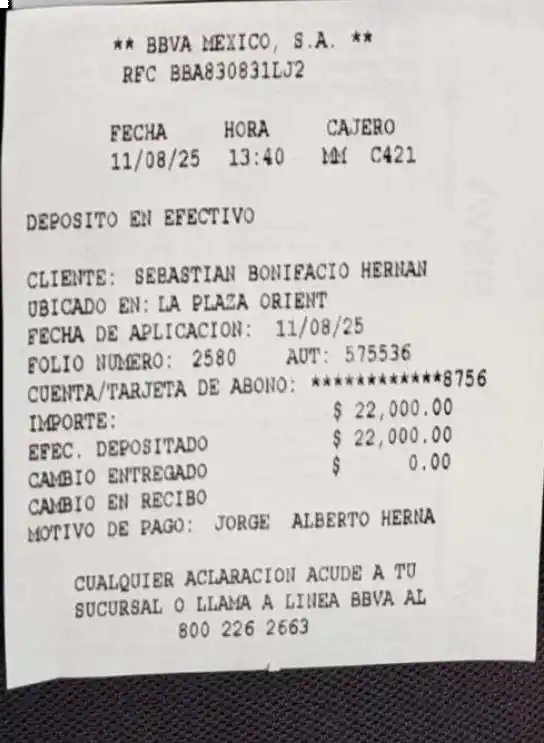 ** BBVA MEXICO, S.A. **
RFC BBA830831LJ2
FECHA HORA CAJERO
11/08/25 13:40 MM C421
DEPOSITO EN EFECTIVO
CLIENTE: SEBASTIAN BONIFACIO HERNAN
UBICADO EN: LA PLAZA ORIENT
FECHA DE APLICACION: 11/08/25
FOLIO NUMERO: 2580 AUT: 575536
CUENTA/TARJETA DE ABONO: ************8756
IMPORTE: $ 22,000.00
EFEC. DEPOSITADO $ 22,000.00
CAMBIO ENTREGADO $ 0.00
CAMBIO EN RECIBO
MOTIVO DE PAGO: JORGE ALBERTO HERNA
CUALQUIER ACLARACION ACUDE A TU
SUCURSAL O LLAMA A LINEA BBVA AL
800 226 2663